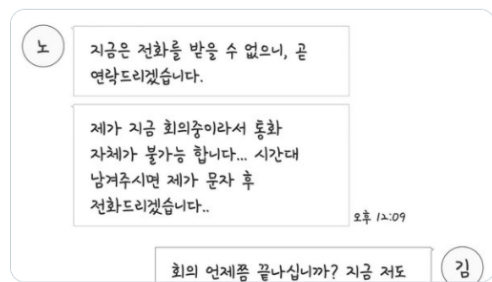 노
지금은 전화를 받을 수 없으니, 곧
연락드리겠습니다.
제가 지금 회의중이라서 통화
자체가 불가능 합니다... 시간대
남겨주시면 제가 문자 후
전화드리겠습니다..
오후 12:09
회의 언제쯤 끝나십니까? 지금 저도
김